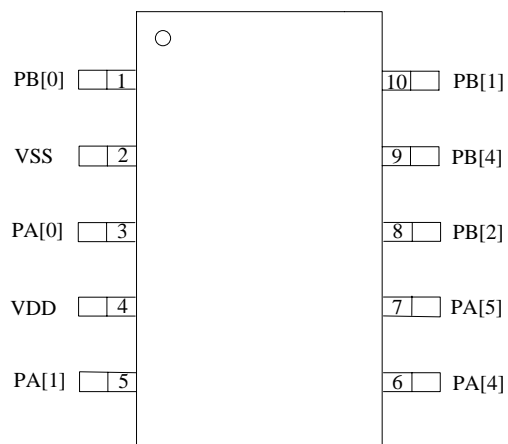 PB[0] 1 10 PB[1]
VSS 2 9 PB[4]
PA[0] 3 8 PB[2]
VDD 4 7 PA[5]
PA[1] 5 6 PA[4]